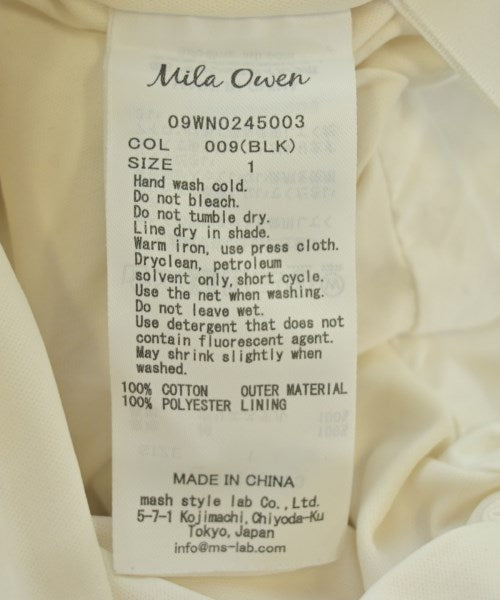 Mila Owen
09WN0245003
COL 009(BLK)
SIZE 1
Hand wash cold.
Do not bleach.
Do not tumble dry.
Line dry in shade.
Warm iron, use press cloth.
Dryclean, petroleum
solvent only,short cycle.
Use the net when washing.
Do not leave wet.
Use detergent that does not
contain fluorescent agent.
May shrink slightly when
washed.
100% COTTON OUTER MATERIAL
100% POLYESTER LINING
MADE IN CHINA
mash style lab Co.,Ltd.
5-7-1 Kojimachi,Chiyoda-Ku
Tokyo,Japan
info@ms-lab.com